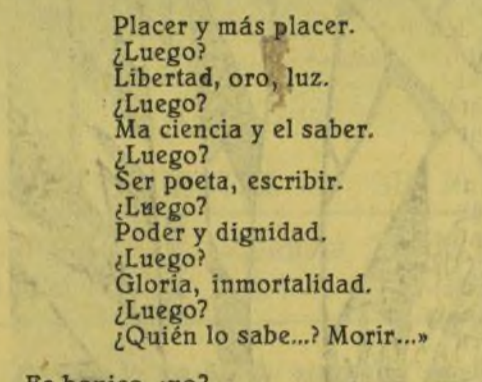 Placer y más placer.
¿Luego?
Libertad, oro, luz.
¿Luego?
Ma ciencia y el saber.
¿Luego?
Ser poeta, escribir.
¿Luego?
Poder y dignidad.
¿Luego?
Gloria, inmortalidad.
¿Luego?
¿Quién lo sabe...? Morir...»